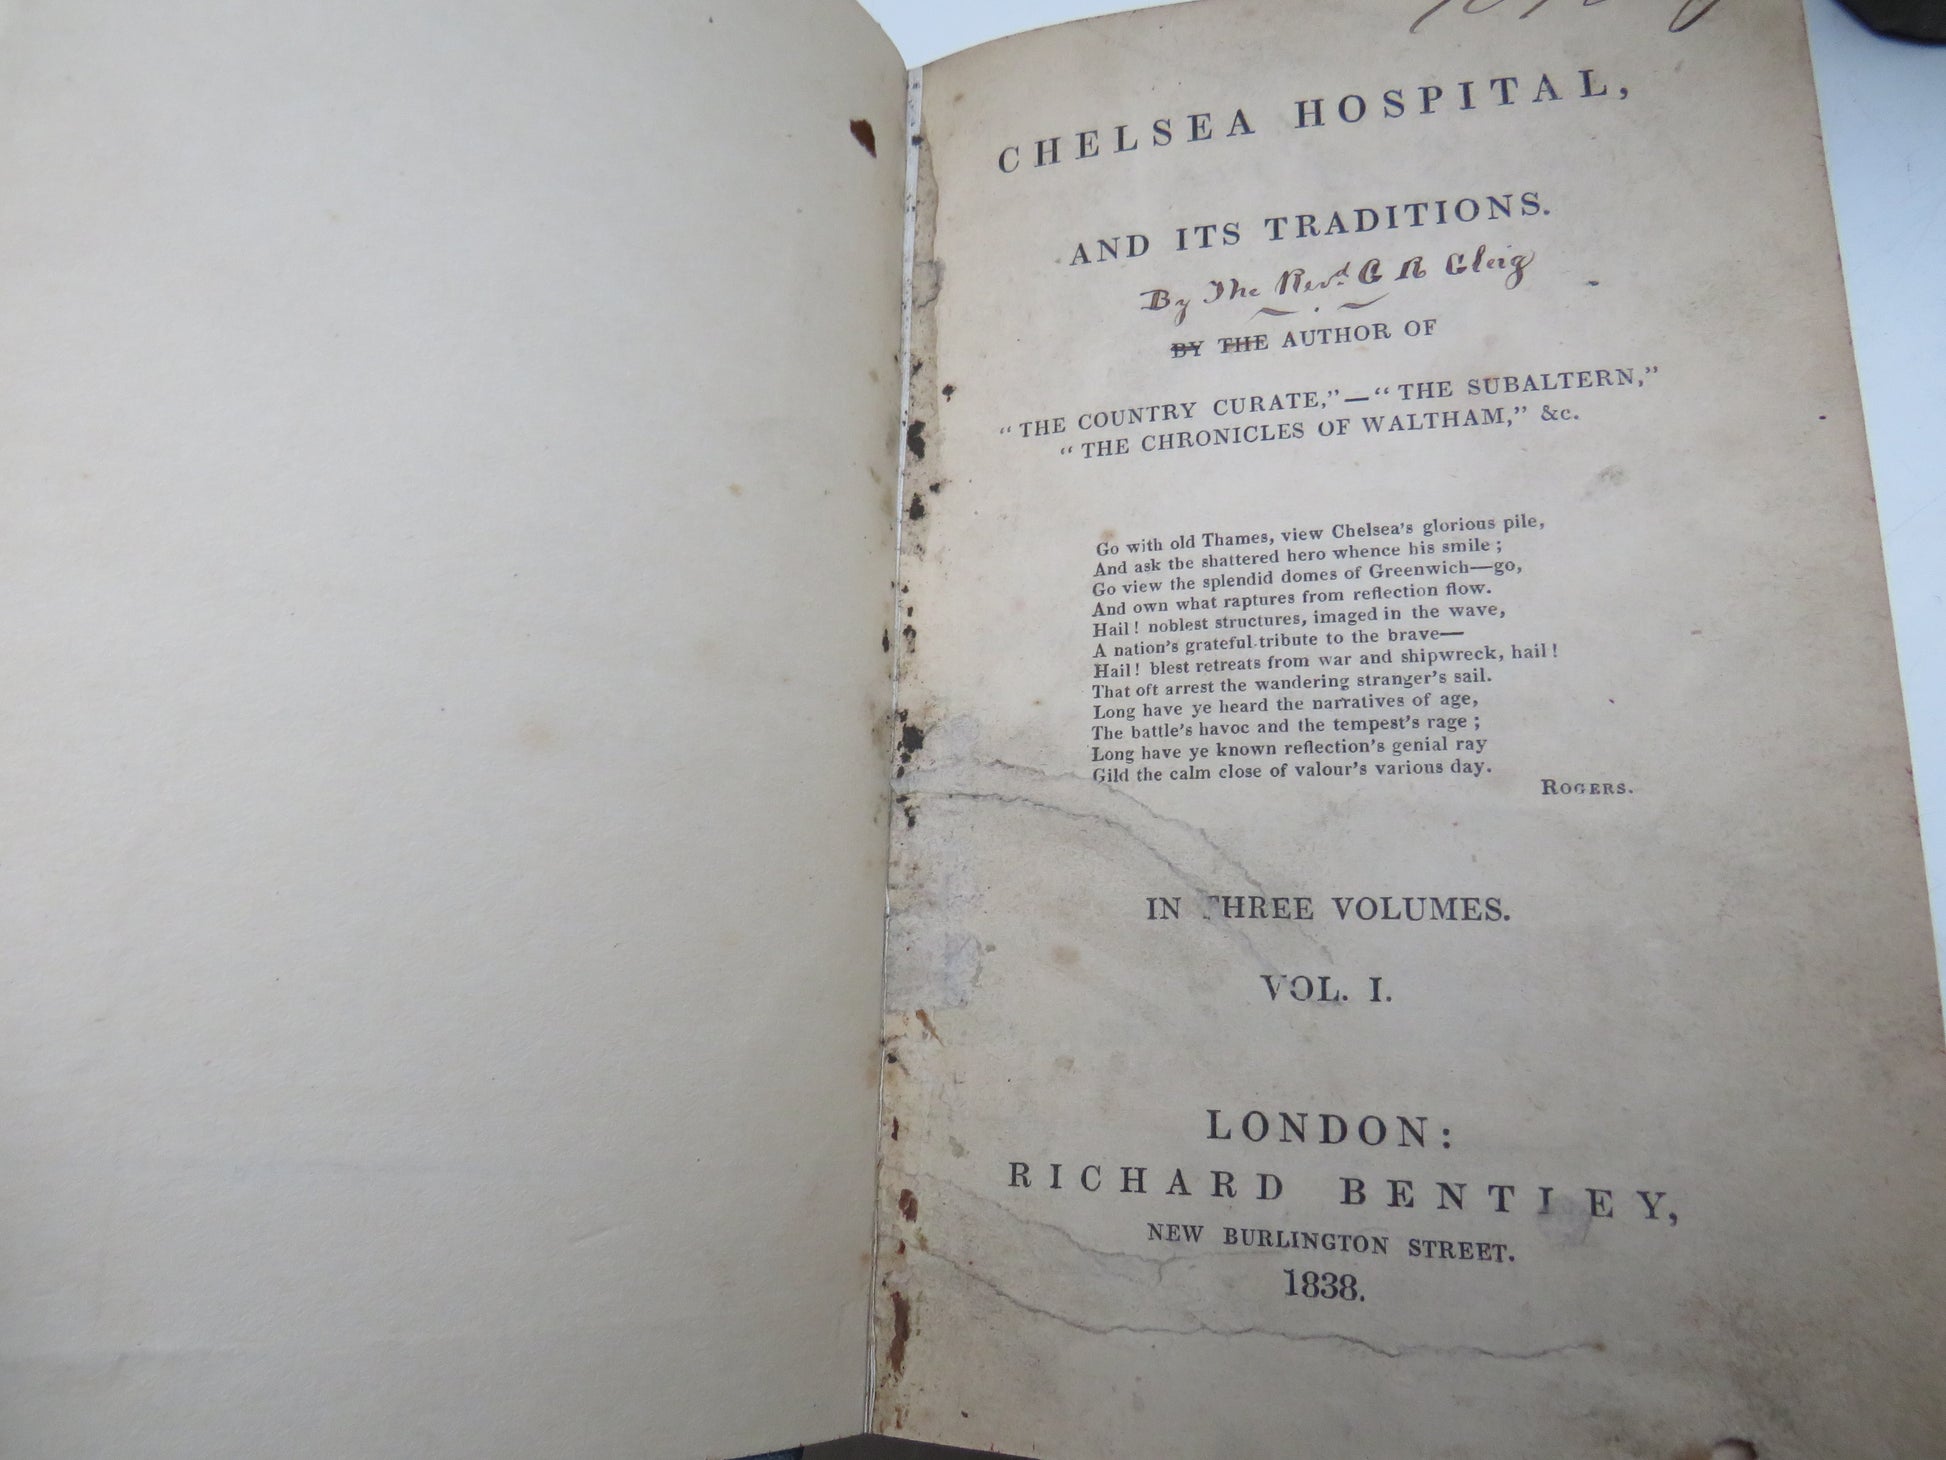 CHELSEA HOSPITAL,
AND ITS TRADITIONS.
By The Revd. G R Gleig
BY THE AUTHOR OF
"THE COUNTRY CURATE,"—"THE SUBALTERN,"
"THE CHRONICLES OF WALTHAM," &c.
Go with old Thames, view Chelsea's glorious pile,
And ask the shattered hero whence his smile;
Go view the splendid domes of Greenwich—go,
And own what raptures from reflection flow.
Hail! noblest structures, imaged in the wave,
A nation's grateful tribute to the brave—
Hail! blest retreats from war and shipwreck, hail!
That oft arrest the wandering stranger's sail.
Long have ye heard the narratives of age,
The battle's havoc and the tempest's rage;
Long have ye known reflection's genial ray
Gild the calm close of valour's various day.
ROGERS.
IN THREE VOLUMES.
VOL. I.
LONDON:
RICHARD BENTLEY,
NEW BURLINGTON STREET.
1838.